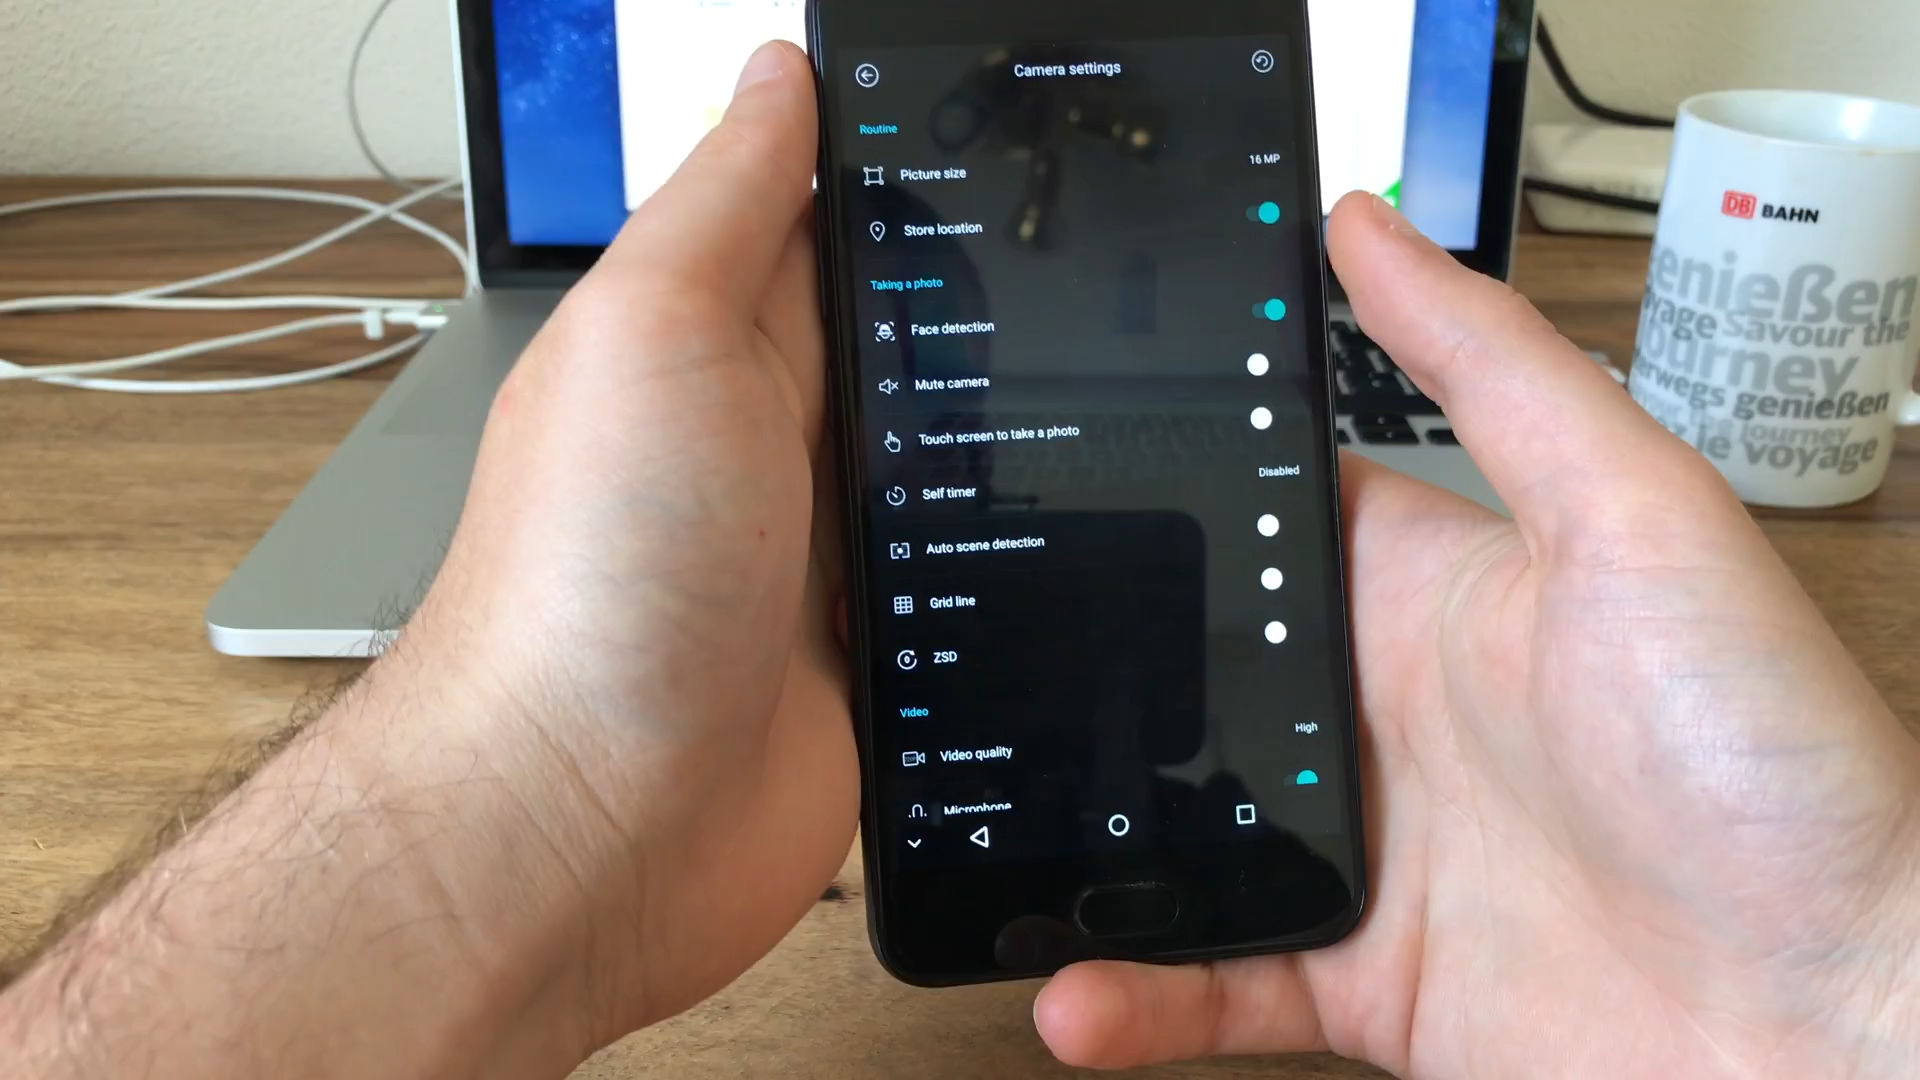 Camera settings
Routine
Picture size
16 MP
Store location
Taking a photo
Face detection
Mute camera
Touch screen to take a photo
Self timer
Disabled
Auto scene detection
Grid line
ZSD
Video
Video quality
High
Microphone
DB BAHN
genießen
voyage Savour the
journey
unterwegs genießen
journey
le voyage